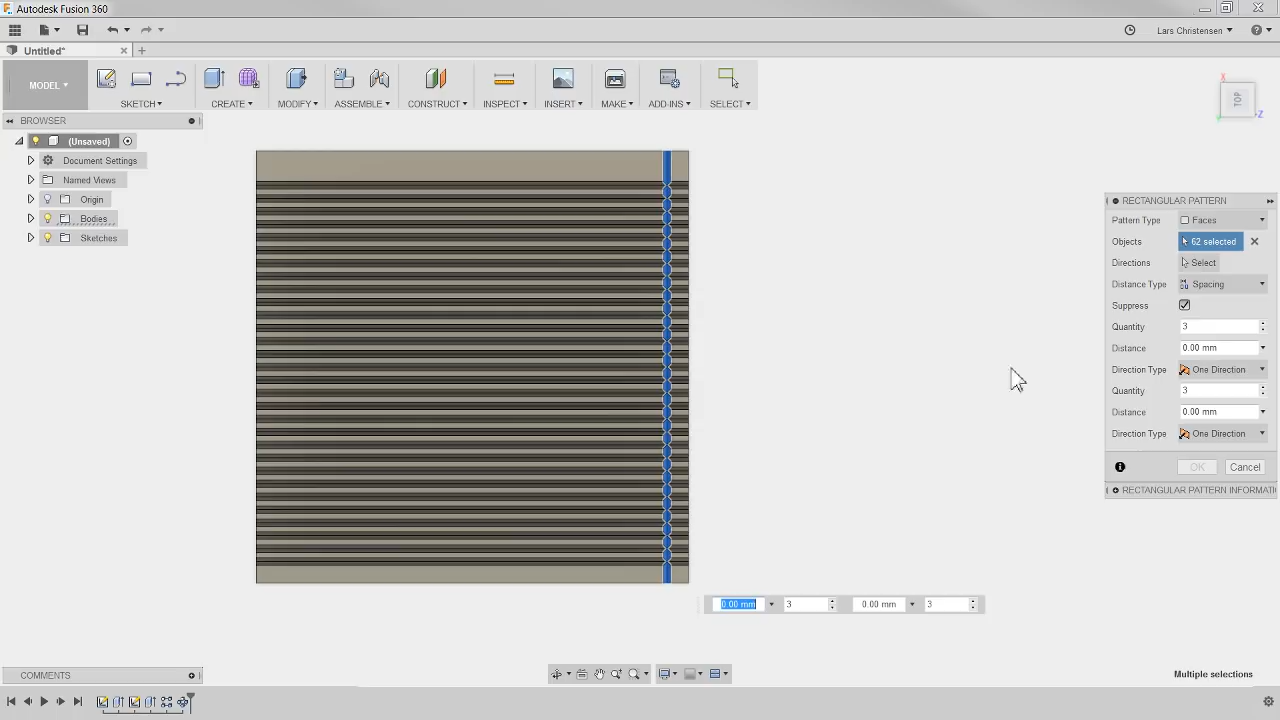 Autodesk Fusion 360
Lars Christensen
Untitled*
MODEL
SKETCH
CREATE
MODIFY
ASSEMBLE
CONSTRUCT
INSPECT
INSERT
MAKE
ADD-INS
SELECT
BROWSER
(Unsaved)
Document Settings
Named Views
Origin
Bodies
Sketches
X
TOP
Z
RECTANGULAR PATTERN
Pattern Type Faces
Objects 62 selected
Directions Select
Distance Type Spacing
Suppress
Quantity 3
Distance 0.00 mm
Direction Type One Direction
Quantity 3
Distance 0.00 mm
Direction Type One Direction
OK Cancel
RECTANGULAR PATTERN INFORMATI
0.00 mm 3 0.00 mm 3
COMMENTS
Multiple selections